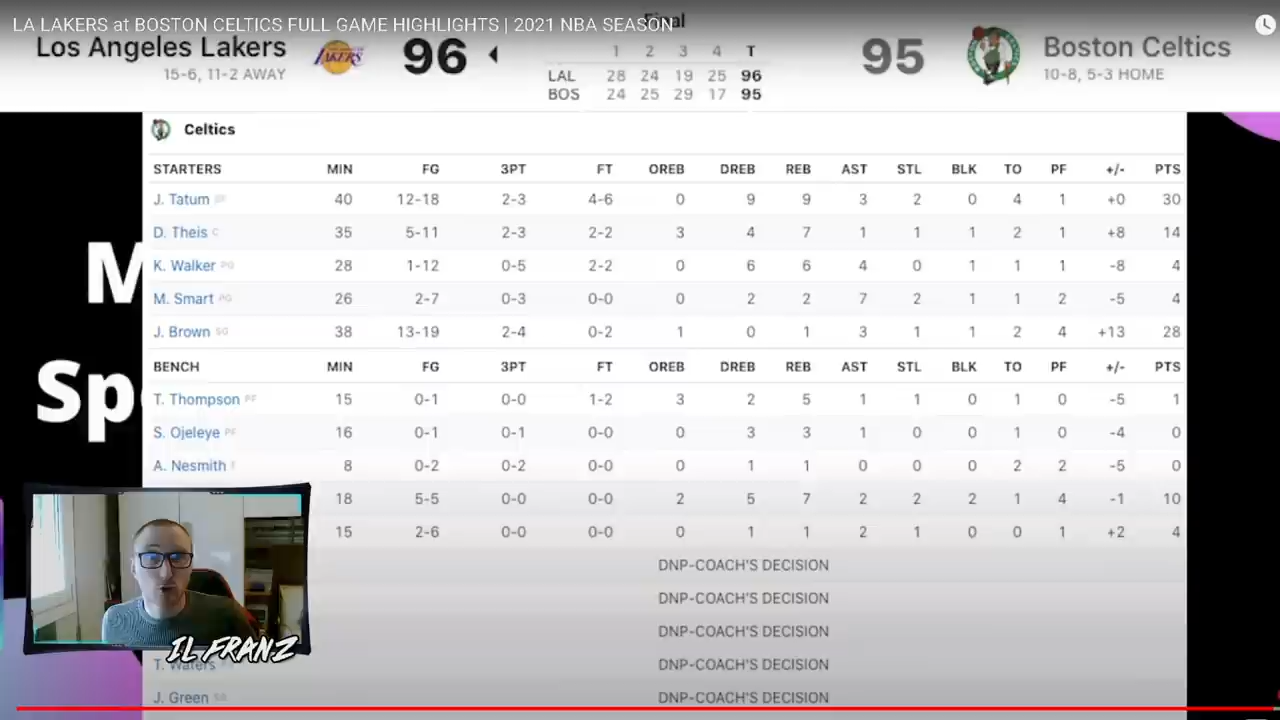 LA LAKERS at BOSTON CELTICS FULL GAME HIGHLIGHTS | 2021 NBA SEASON
Final
Los Angeles Lakers LAKERS 96 95 Boston Celtics
15-6, 11-2 AWAY 10-8, 5-3 HOME
1 2 3 4 T
LAL 28 24 19 25 96
BOS 24 25 29 17 95
Celtics
STARTERS MIN FG 3PT FT OREB DREB REB AST STL BLK TO PF +/- PTS
J. Tatum 40 12-18 2-3 4-6 0 9 9 3 2 0 4 1 +0 30
D. Theis C 35 5-11 2-3 2-2 3 4 7 1 1 1 2 1 +8 14
K. Walker PG 28 1-12 0-5 2-2 0 6 6 4 0 1 1 1 -8 4
M. Smart PG 26 2-7 0-3 0-0 0 2 2 7 2 1 1 2 -5 4
J. Brown SG 38 13-19 2-4 0-2 1 0 1 3 1 1 2 4 +13 28
BENCH MIN FG 3PT FT OREB DREB REB AST STL BLK TO PF +/- PTS
T. Thompson PF 15 0-1 0-0 1-2 3 2 5 1 1 0 1 0 -5 1
S. Ojeleye PF 16 0-1 0-1 0-0 0 3 3 1 0 0 1 0 -4 0
A. Nesmith F 8 0-2 0-2 0-0 0 1 1 0 0 0 2 2 -5 0
18 5-5 0-0 0-0 2 5 7 2 2 2 1 4 -1 10
15 2-6 0-0 0-0 0 1 1 2 1 0 0 1 +2 4
DNP-COACH'S DECISION
DNP-COACH'S DECISION
DNP-COACH'S DECISION
T. Waters DNP-COACH'S DECISION
J. Green DNP-COACH'S DECISION
M
Sp
IL FRANZ